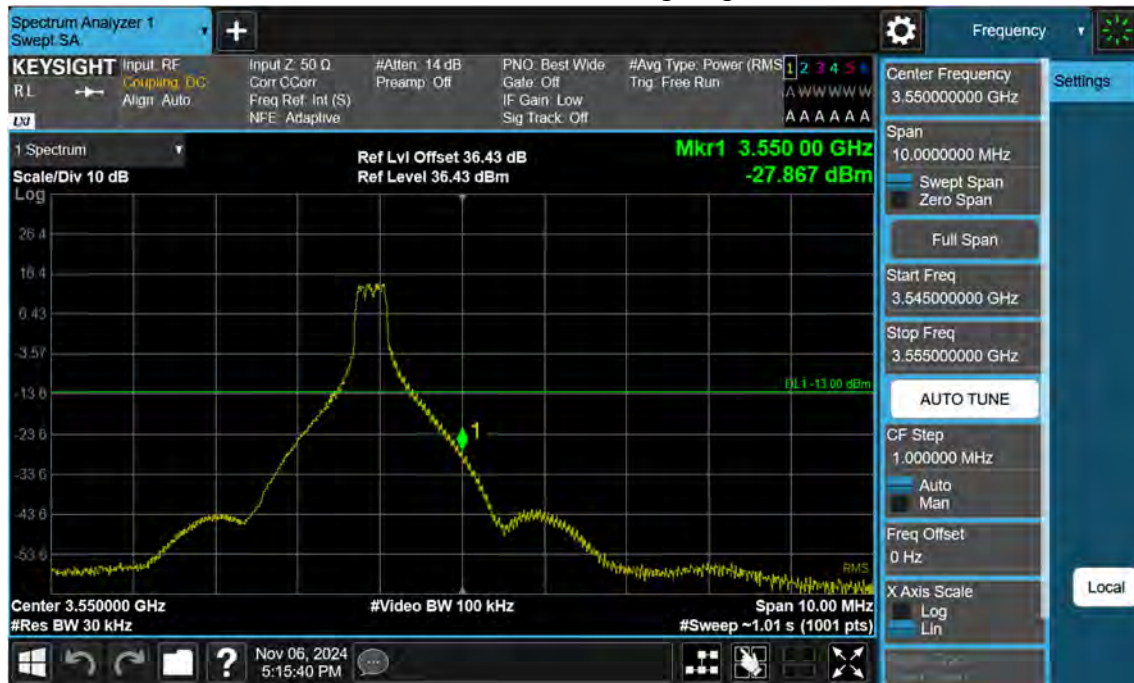 Spectrum Analyzer 1
Swept SA
+
Frequency
KEYSIGHT
RL
LXI
Input: RF
Coupling: DC
Align: Auto
Input Z: 50 Ω
Corr CCorr
Freq Ref: Int (S)
NFE: Adaptive
#Atten: 14 dB
Preamp: Off
PNO: Best Wide
Gate: Off
IF Gain: Low
Sig Track: Off
#Avg Type: Power (RMS
Trig: Free Run
1 2 3 4 5 6
A W W W W W
A A A A A A
1 Spectrum
Scale/Div 10 dB
Ref Lvl Offset 36.43 dB
Ref Level 36.43 dBm
Mkr1 3.550 00 GHz
-27.867 dBm
Log
26.4
16.4
6.43
-3.57
-13.6
-23.6
-33.6
-43.6
-53.6
DL1 -13.00 dBm
1
RMS
Center 3.550000 GHz
#Res BW 30 kHz
#Video BW 100 kHz
Span 10.00 MHz
#Sweep ~1.01 s (1001 pts)
Center Frequency
3.550000000 GHz
Settings
Span
10.0000000 MHz
Swept Span
Zero Span
Full Span
Start Freq
3.545000000 GHz
Stop Freq
3.555000000 GHz
AUTO TUNE
CF Step
1.000000 MHz
Auto
Man
Freq Offset
0 Hz
X Axis Scale
Log
Lin
Local
?
Nov 06, 2024
5:15:40 PM